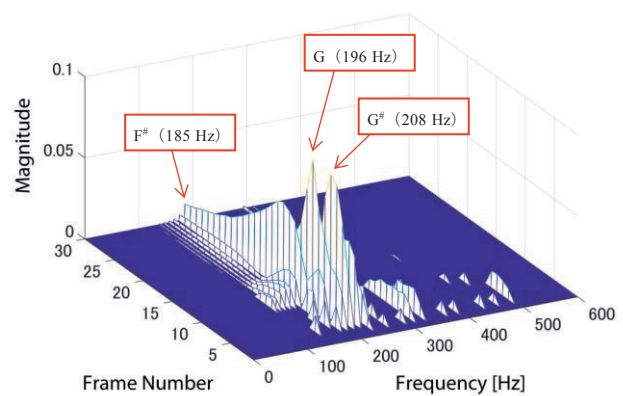 G（196 Hz）
G#（208 Hz）
F#（185 Hz）
0.1
0.05
0
Magnitude
30
25
20
15
10
5
Frame Number
0
100
200
300
400
500
600
Frequency [Hz]